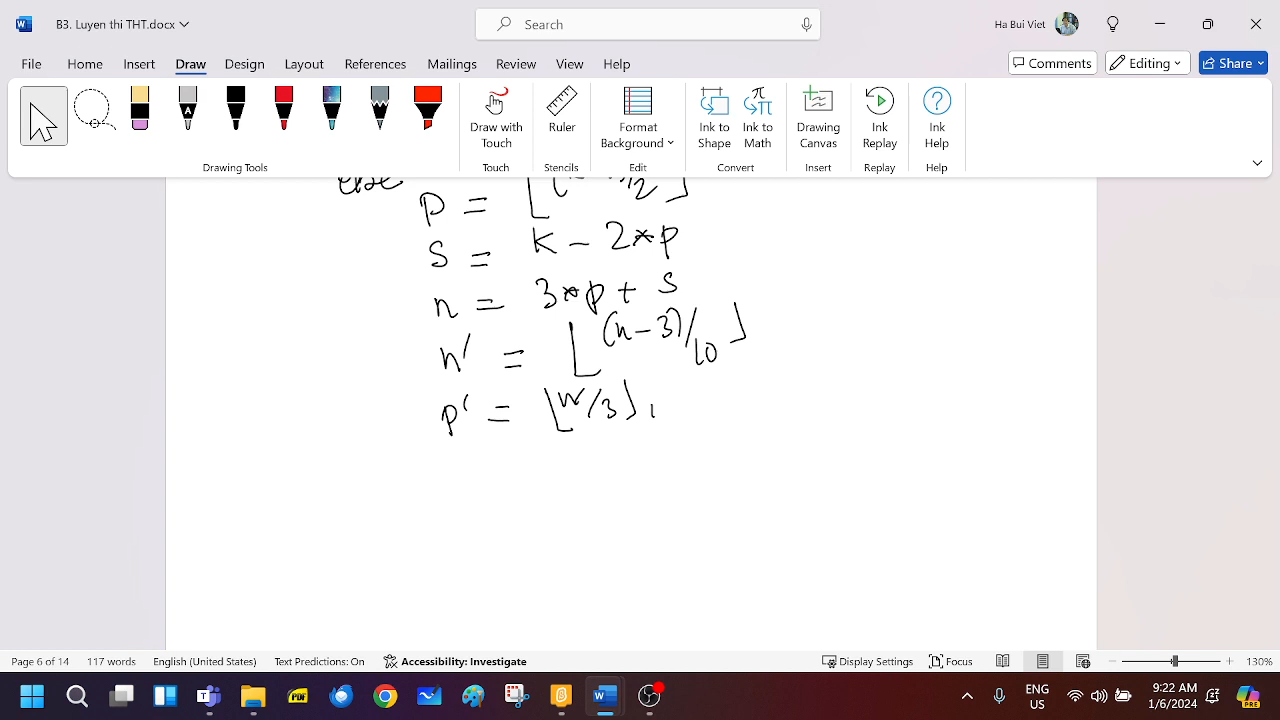 B3. Luyen thi THT.docx
Search
Ha Bui Viet
File Home Insert Draw Design Layout References Mailings Review View Help
Comments Editing Share
Draw with Touch
Ruler
Format Background
Ink to Shape
Ink to Math
Drawing Canvas
Ink Replay
Ink Help
Drawing Tools Touch Stencils Edit Convert Insert Replay Help
else
p =
S = K - 2*p
n = 3*p + s
n' = ⌊(n-3)/10⌋
p' = ⌊n'/3⌋
Page 6 of 14 117 words English (United States) Text Predictions: On Accessibility: Investigate Display Settings Focus 130%
PDF ENG IN 9:22 AM 1/6/2024 PRE